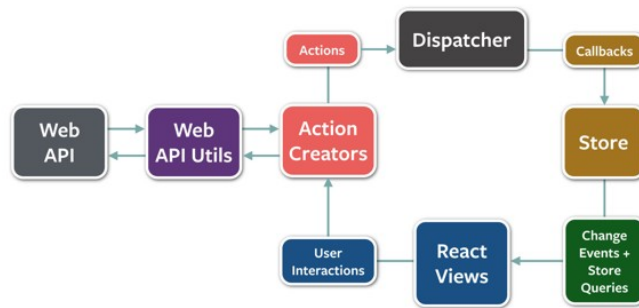 Actions
Dispatcher
Callbacks
Web
API
Web
API Utils
Action
Creators
Store
User
Interactions
React
Views
Change
Events +
Store
Queries